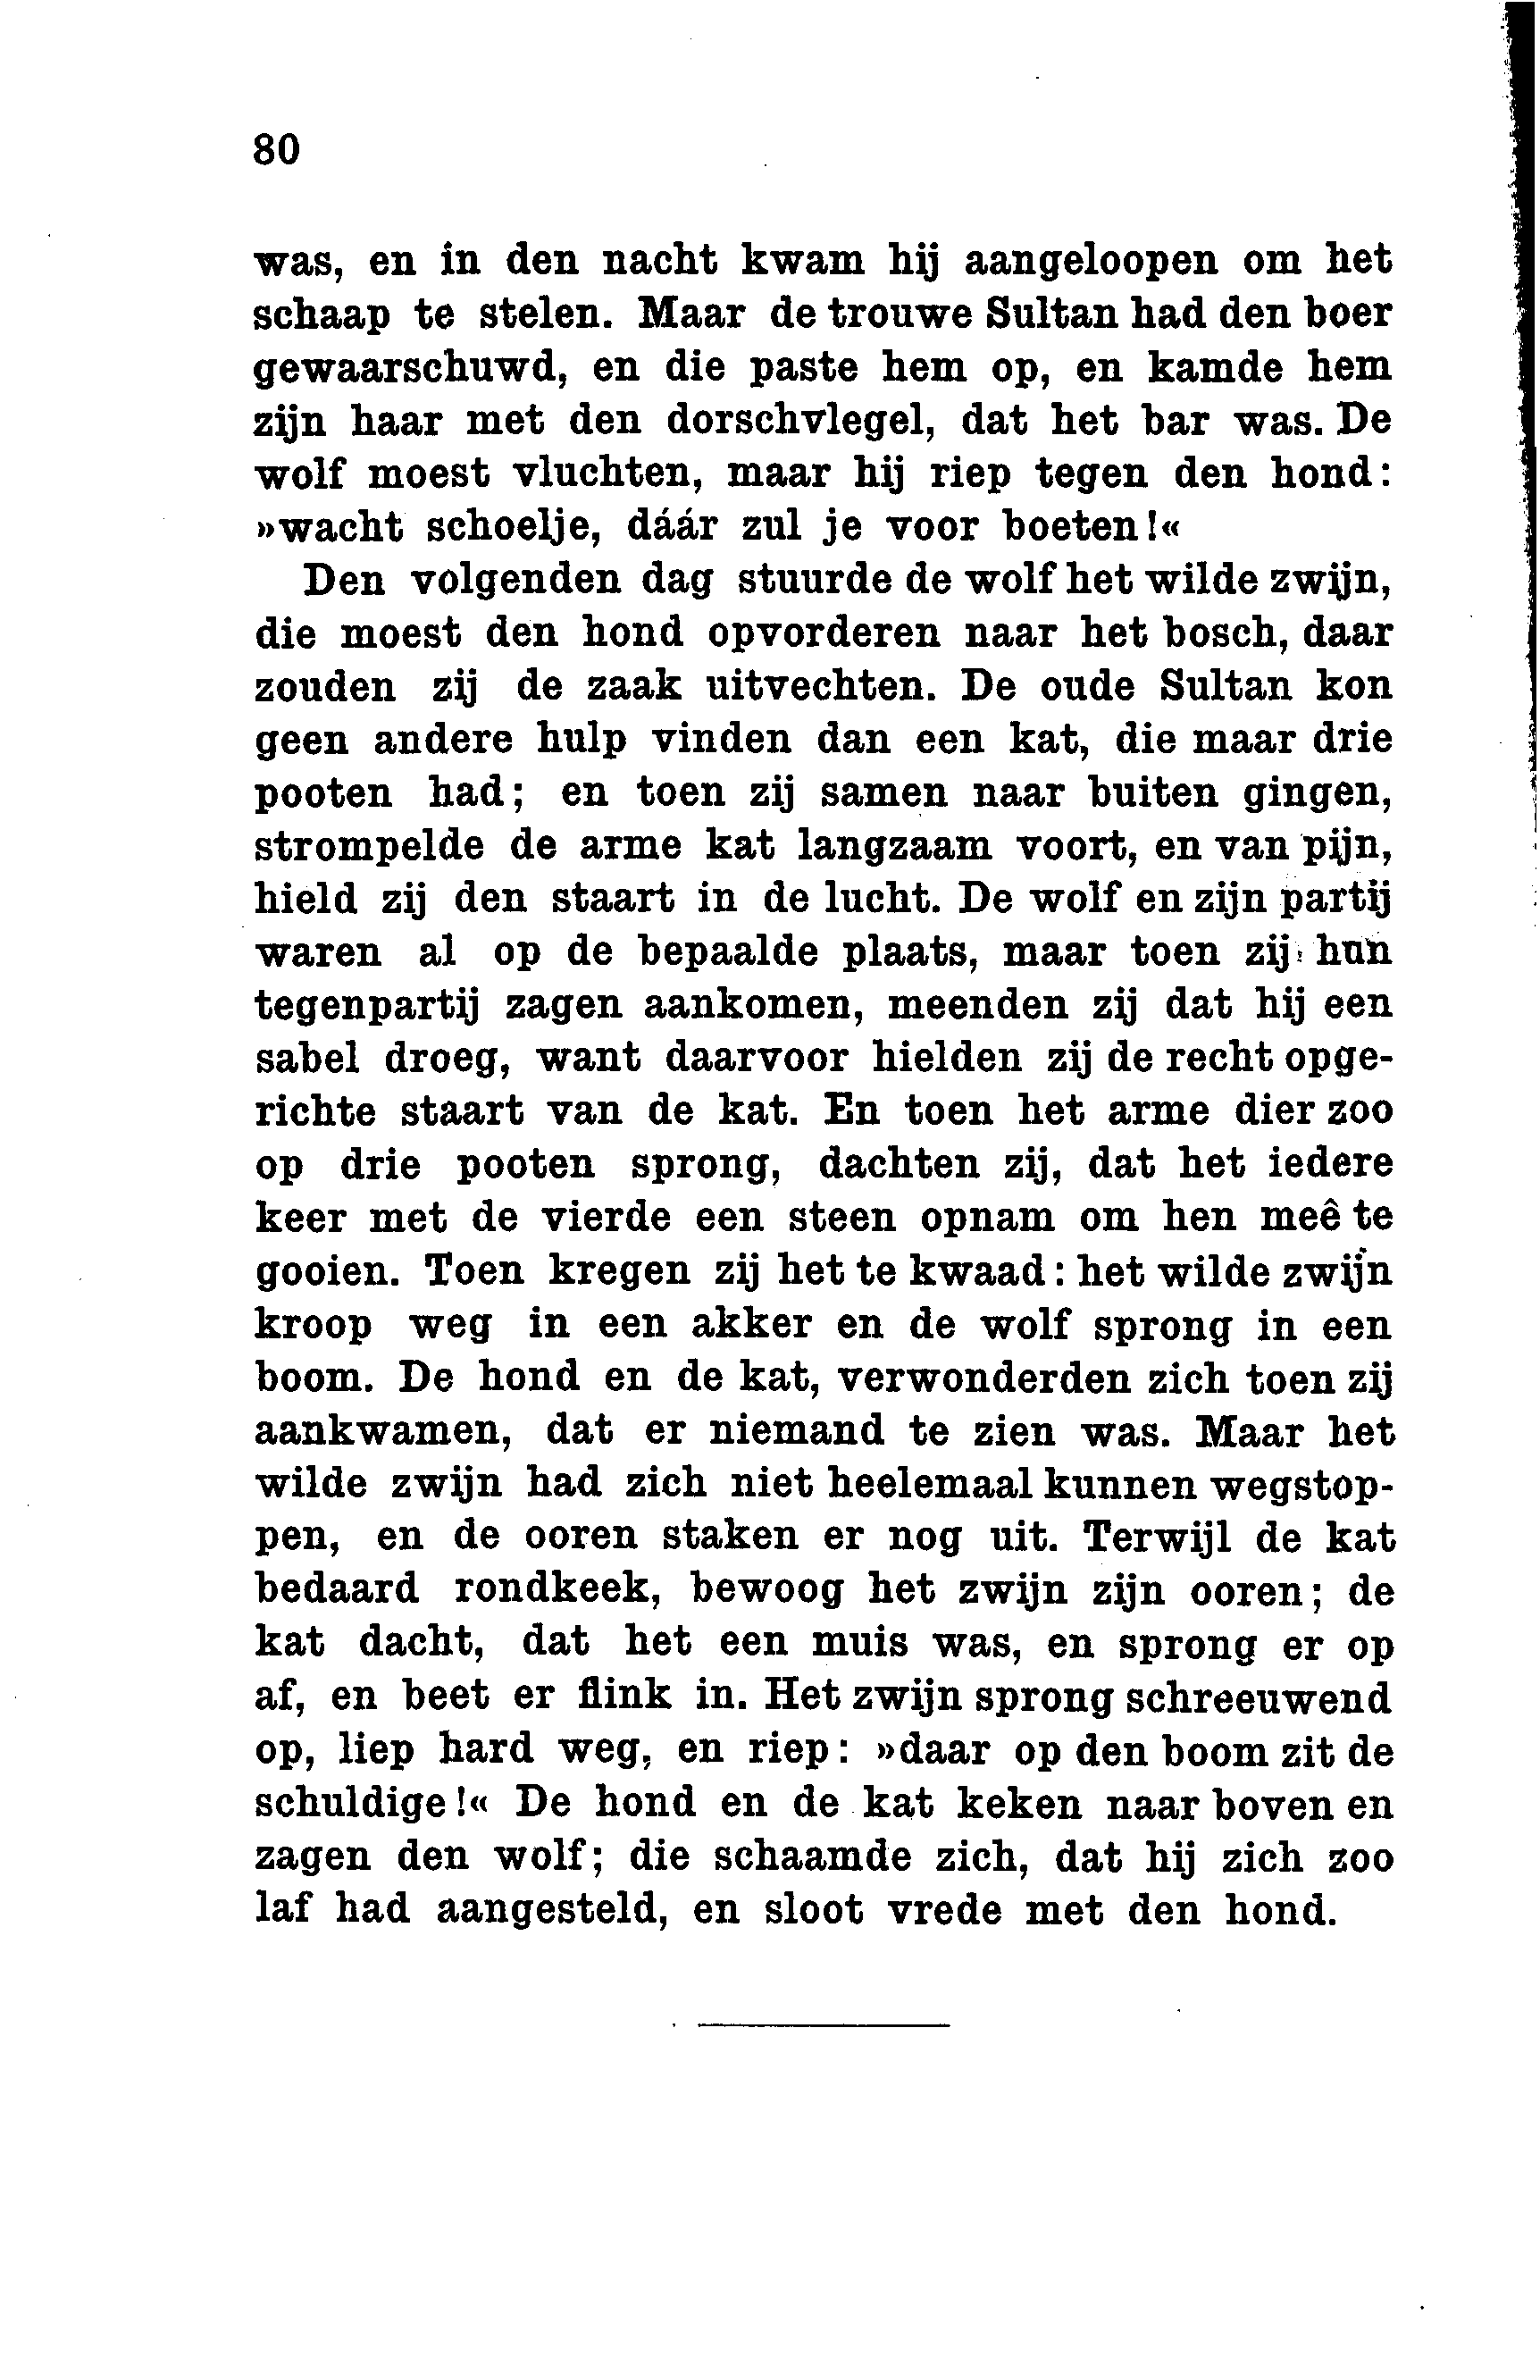 80
was, en in den nacht kwam hij aangeloopen om het
schaap te stelen. Maar de trouwe Sultan had den boer
gewaarschuwd, en die paste hem op, en kamde hem
zijn haar met den dorschvlegel, dat het bar was. De
wolf moest vluchten, maar hij riep tegen den hond:
»wacht schoelje, dáár zul je voor boeten!«
Den volgenden dag stuurde de wolf het wilde zwijn,
die moest den hond opvorderen naar het bosch, daar
zouden zij de zaak uitvechten. De oude Sultan kon
geen andere hulp vinden dan een kat, die maar drie
pooten had; en toen zij samen naar buiten gingen,
strompelde de arme kat langzaam voort, en van pijn,
hield zij den staart in de lucht. De wolf en zijn partij
waren al op de bepaalde plaats, maar toen zij hun
tegenpartij zagen aankomen, meenden zij dat hij een
sabel droeg, want daarvoor hielden zij de recht opge-
richte staart van de kat. En toen het arme dier zoo
op drie pooten sprong, dachten zij, dat het iedere
keer met de vierde een steen opnam om hen meê te
gooien. Toen kregen zij het te kwaad: het wilde zwijn
kroop weg in een akker en de wolf sprong in een
boom. De hond en de kat, verwonderden zich toen zij
aankwamen, dat er niemand te zien was. Maar het
wilde zwijn had zich niet heelemaal kunnen wegstop-
pen, en de ooren staken er nog uit. Terwijl de kat
bedaard rondkeek, bewoog het zwijn zijn ooren; de
kat dacht, dat het een muis was, en sprong er op
af, en beet er flink in. Het zwijn sprong schreeuwend
op, liep hard weg, en riep: »daar op den boom zit de
schuldige!« De hond en de kat keken naar boven en
zagen den wolf; die schaamde zich, dat hij zich zoo
laf had aangesteld, en sloot vrede met den hond.